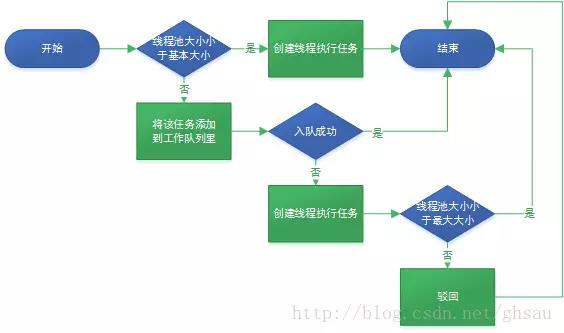 开始
线程池大小小
于基本大小
是
创建线程执行任务
结束
否
将该任务添加
到工作队列里
入队成功
是
否
创建线程执行任务
线程池大小小
于最大大小
是
否
驳回
http://blog.csdn.net/ghsau